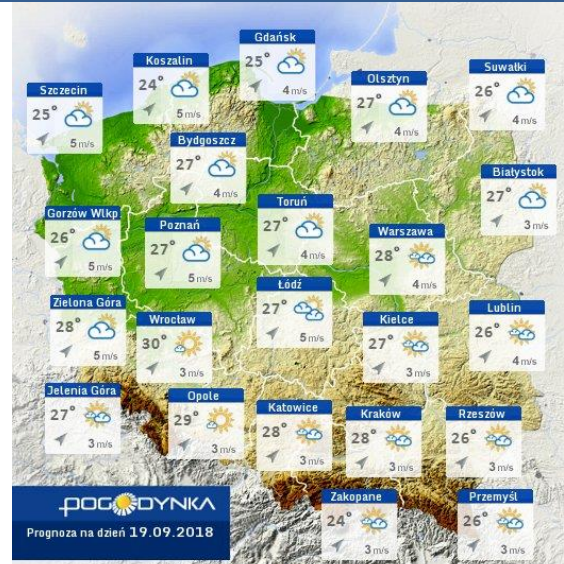 Gdańsk
25°
4 m/s
Koszalin
24°
5 m/s
Suwałki
26°
4 m/s
Olsztyn
27°
4 m/s
Szczecin
25°
5 m/s
Bydgoszcz
27°
4 m/s
Białystok
27°
3 m/s
Toruń
27°
4 m/s
Gorzów Wlkp
26°
5 m/s
Poznań
27°
5 m/s
Warszawa
28°
4 m/s
Łódź
27°
5 m/s
Zielona Góra
28°
5 m/s
Lublin
26°
4 m/s
Wrocław
30°
3 m/s
Kielce
27°
3 m/s
Jelenia Góra
27°
3 m/s
Opole
29°
3 m/s
Katowice
28°
3 m/s
Kraków
28°
3 m/s
Rzeszów
26°
3 m/s
Zakopane
24°
3 m/s
Przemyśl
26°
3 m/s
POGODYNKA
Prognoza na dzień 19.09.2018